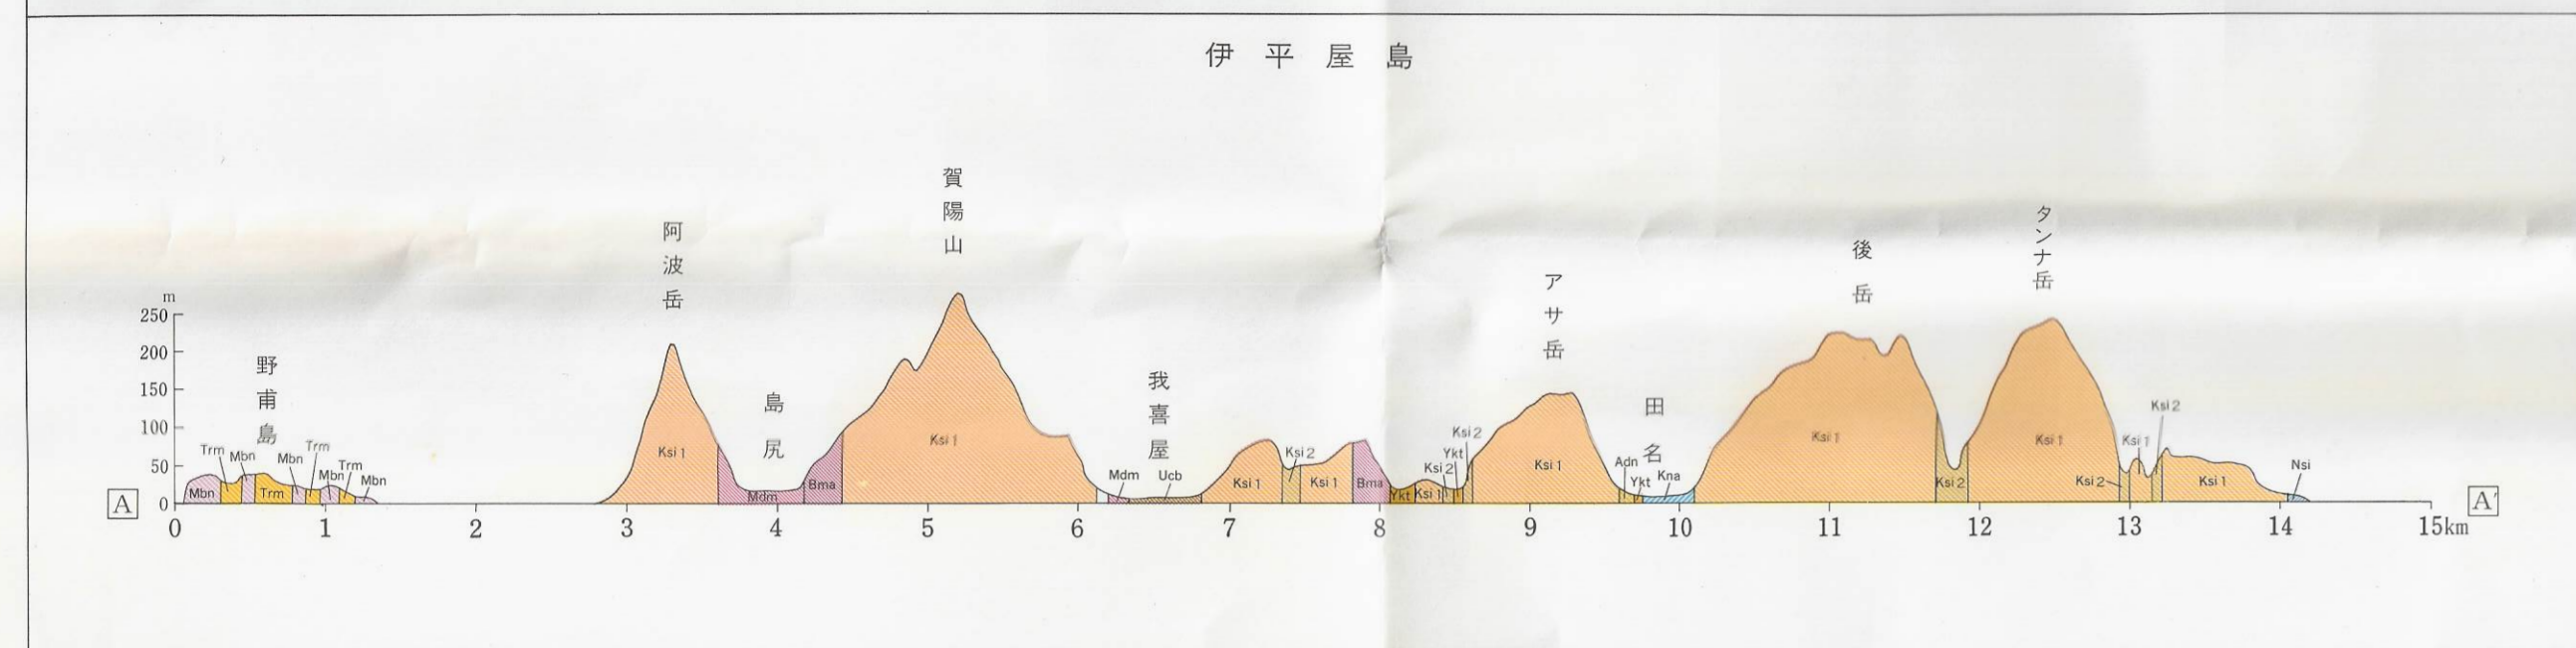 伊平屋島
賀陽山
阿波岳
タンナ岳
後岳
アサ岳
野甫島
島尻
我喜屋
田名
m
250
200
150
100
50
0
Trm
Mbn
Mbn
Trm
Trm
Mbn
Mbn
Mbn
Trm
Ksi 1
Mdm
Bma
Ksi 1
Mdm
Ucb
Ksi 1
Ksi 2
Ksi 1
Bma
Ykt
Ksi 1
Ksi 2
Ykt
Ksi 2
Ksi 1
Adn
Ykt
Kna
Ksi 1
Ksi 2
Ksi 1
Ksi 2
Ksi 1
Ksi 2
Ksi 1
Nsi
A
A′
0 1 2 3 4 5 6 7 8 9 10 11 12 13 14 15km